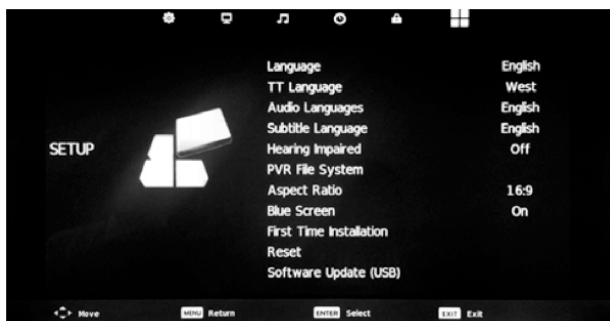 Language English
TT Language West
Audio Languages English
Subtitle Language English
SETUP Hearing Impaired Off
PVR File System
Aspect Ratio 16:9
Blue Screen On
First Time Installation
Reset
Software Update (USB)
Move MENU Return ENTER Select EXIT Exit